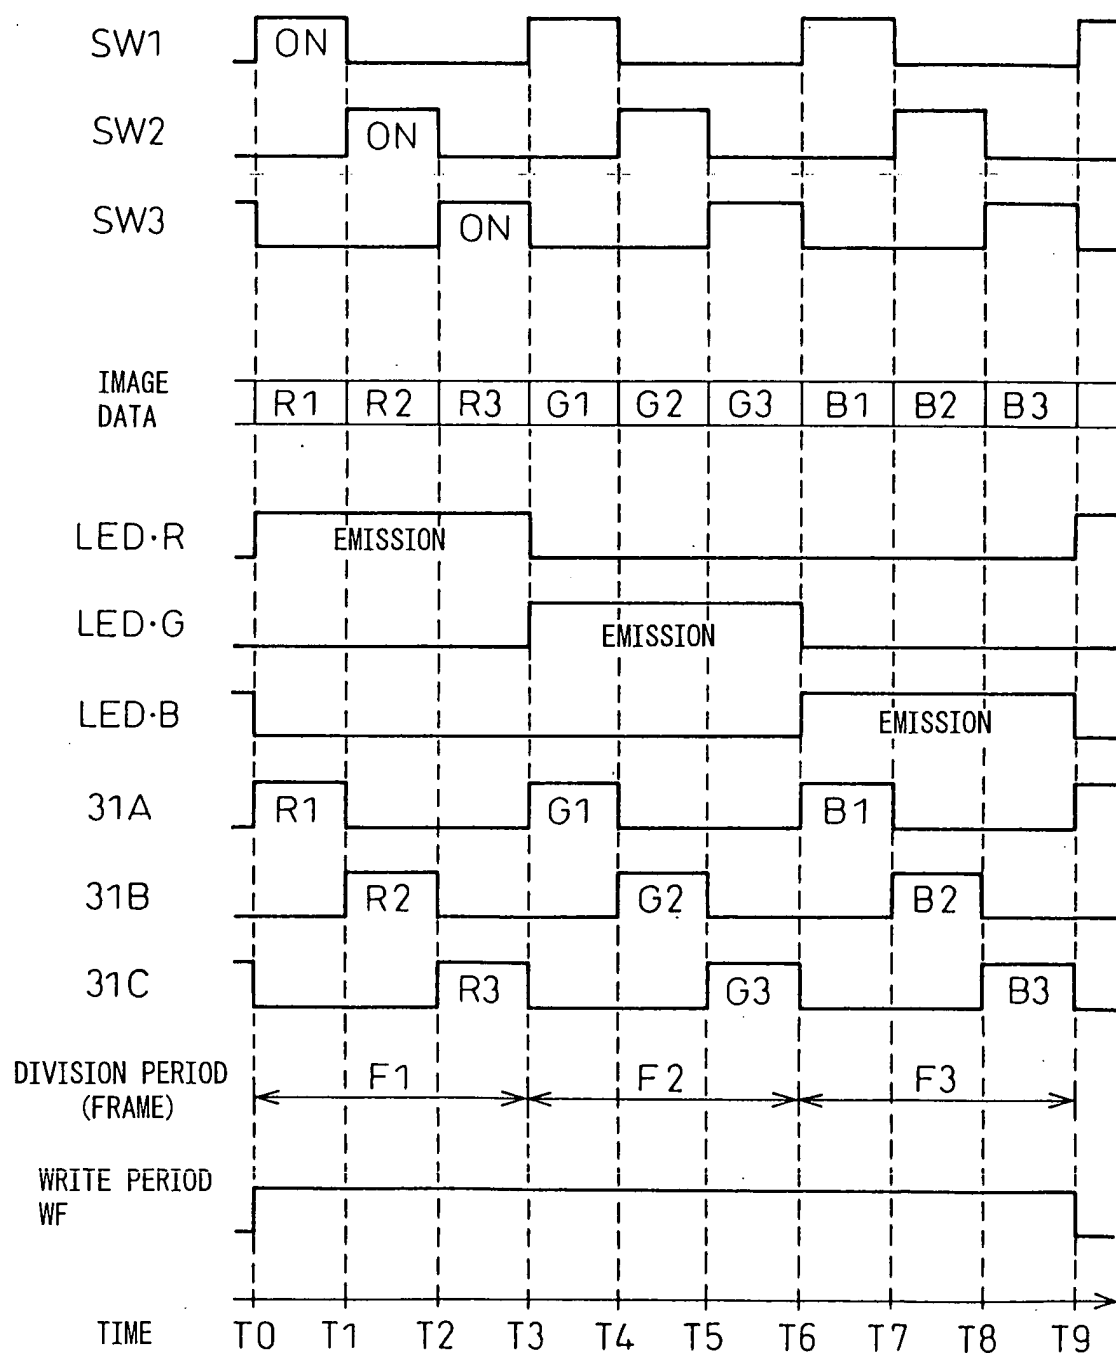 SW1 ON
SW2 ON
SW3 ON
IMAGE
DATA R1 R2 R3 G1 G2 G3 B1 B2 B3
LED·R EMISSION
LED·G EMISSION
LED·B EMISSION
31A R1 G1 B1
31B R2 G2 B2
31C R3 G3 B3
DIVISION PERIOD F1 F2 F3
(FRAME)
WRITE PERIOD
WF
TIME T0 T1 T2 T3 T4 T5 T6 T7 T8 T9